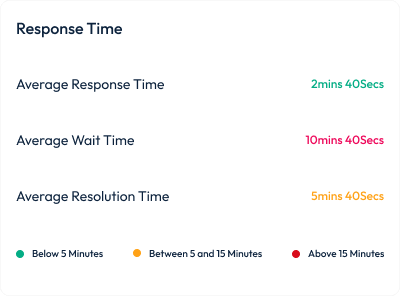 Response Time
Average Response Time 2mins 40Secs
Average Wait Time 10mins 40Secs
Average Resolution Time 5mins 40Secs
Below 5 Minutes Between 5 and 15 Minutes Above 15 Minutes